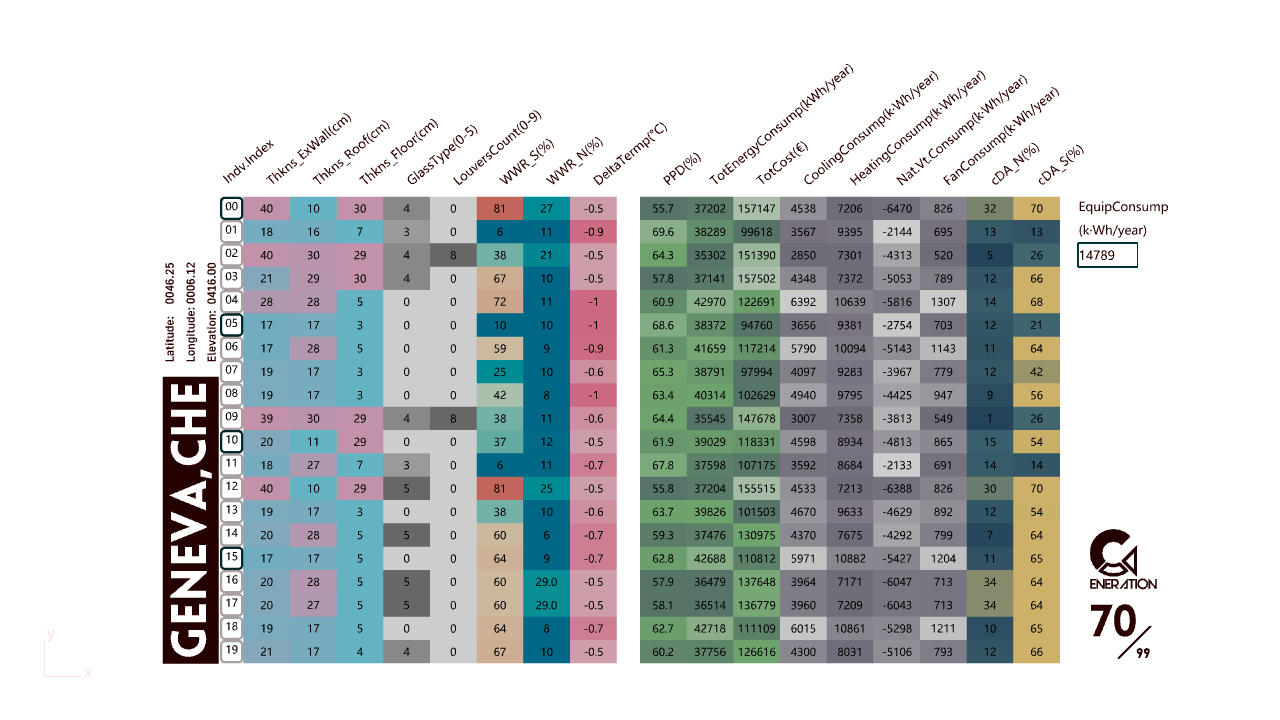 Indv.Index Thkns_ExWall(cm) Thkns_Roof(cm) Thkns_Floor(cm) GlassType(0-5) LouversCount(0-9) WWR_S(%) WWR_N(%) DeltaTermp(°C) PPD(%) TotEnergyConsump(kWh/year) TotCost(€) CoolingConsump(k·Wh/year) HeatingConsump(k·Wh/year) Nat.Vt.Consump(k·Wh/year) FanConsump(k·Wh/year) cDA_N(%) cDA_S(%)
00 40 10 30 4 0 81 27 -0.5 55.7 37202 157147 4538 7206 -6470 826 32 70
01 18 16 7 3 0 6 11 -0.9 69.6 38289 99618 3567 9395 -2144 695 13 13
02 40 30 29 4 8 38 21 -0.5 64.3 35302 151390 2850 7301 -4313 520 5 26
03 21 29 30 4 0 67 10 -0.5 57.8 37141 157502 4348 7372 -5053 789 12 66
04 28 28 5 0 0 72 11 -1 60.9 42970 122691 6392 10639 -5816 1307 14 68
05 17 17 3 0 0 10 10 -1 68.6 38372 94760 3656 9381 -2754 703 12 21
06 17 28 5 0 0 59 9 -0.9 61.3 41659 117214 5790 10094 -5143 1143 11 64
07 19 17 3 0 0 25 10 -0.6 65.3 38791 97994 4097 9283 -3967 779 12 42
08 19 17 3 0 0 42 8 -1 63.4 40314 102629 4940 9795 -4425 947 9 56
09 39 30 29 4 8 38 11 -0.6 64.4 35545 147678 3007 7358 -3813 549 1 26
10 20 11 29 0 0 37 12 -0.5 61.9 39029 118331 4598 8934 -4813 865 15 54
11 18 27 7 3 0 6 11 -0.7 67.8 37598 107175 3592 8684 -2133 691 14 14
12 40 10 29 5 0 81 25 -0.5 55.8 37204 155515 4533 7213 -6388 826 30 70
13 19 17 3 0 0 38 10 -0.6 63.7 39826 101503 4670 9633 -4629 892 12 54
14 20 28 5 5 0 60 6 -0.7 59.3 37476 130975 4370 7675 -4292 799 7 64
15 17 17 5 0 0 64 9 -0.7 62.8 42688 110812 5971 10882 -5427 1204 11 65
16 20 28 5 5 0 60 29.0 -0.5 57.9 36479 137648 3964 7171 -6047 713 34 64
17 20 27 5 5 0 60 29.0 -0.5 58.1 36514 136779 3960 7209 -6043 713 34 64
18 19 17 5 0 0 64 8 -0.7 62.7 42718 111109 6015 10861 -5298 1211 10 65
19 21 17 4 4 0 67 10 -0.5 60.2 37756 126616 4300 8031 -5106 793 12 66
EquipConsump
(k·Wh/year)
14789
Latitude: 0046.25
Longitude: 0006.12
Elevation: 0416.00
GENEVA,CHE
ENERATION
70/99
y
x